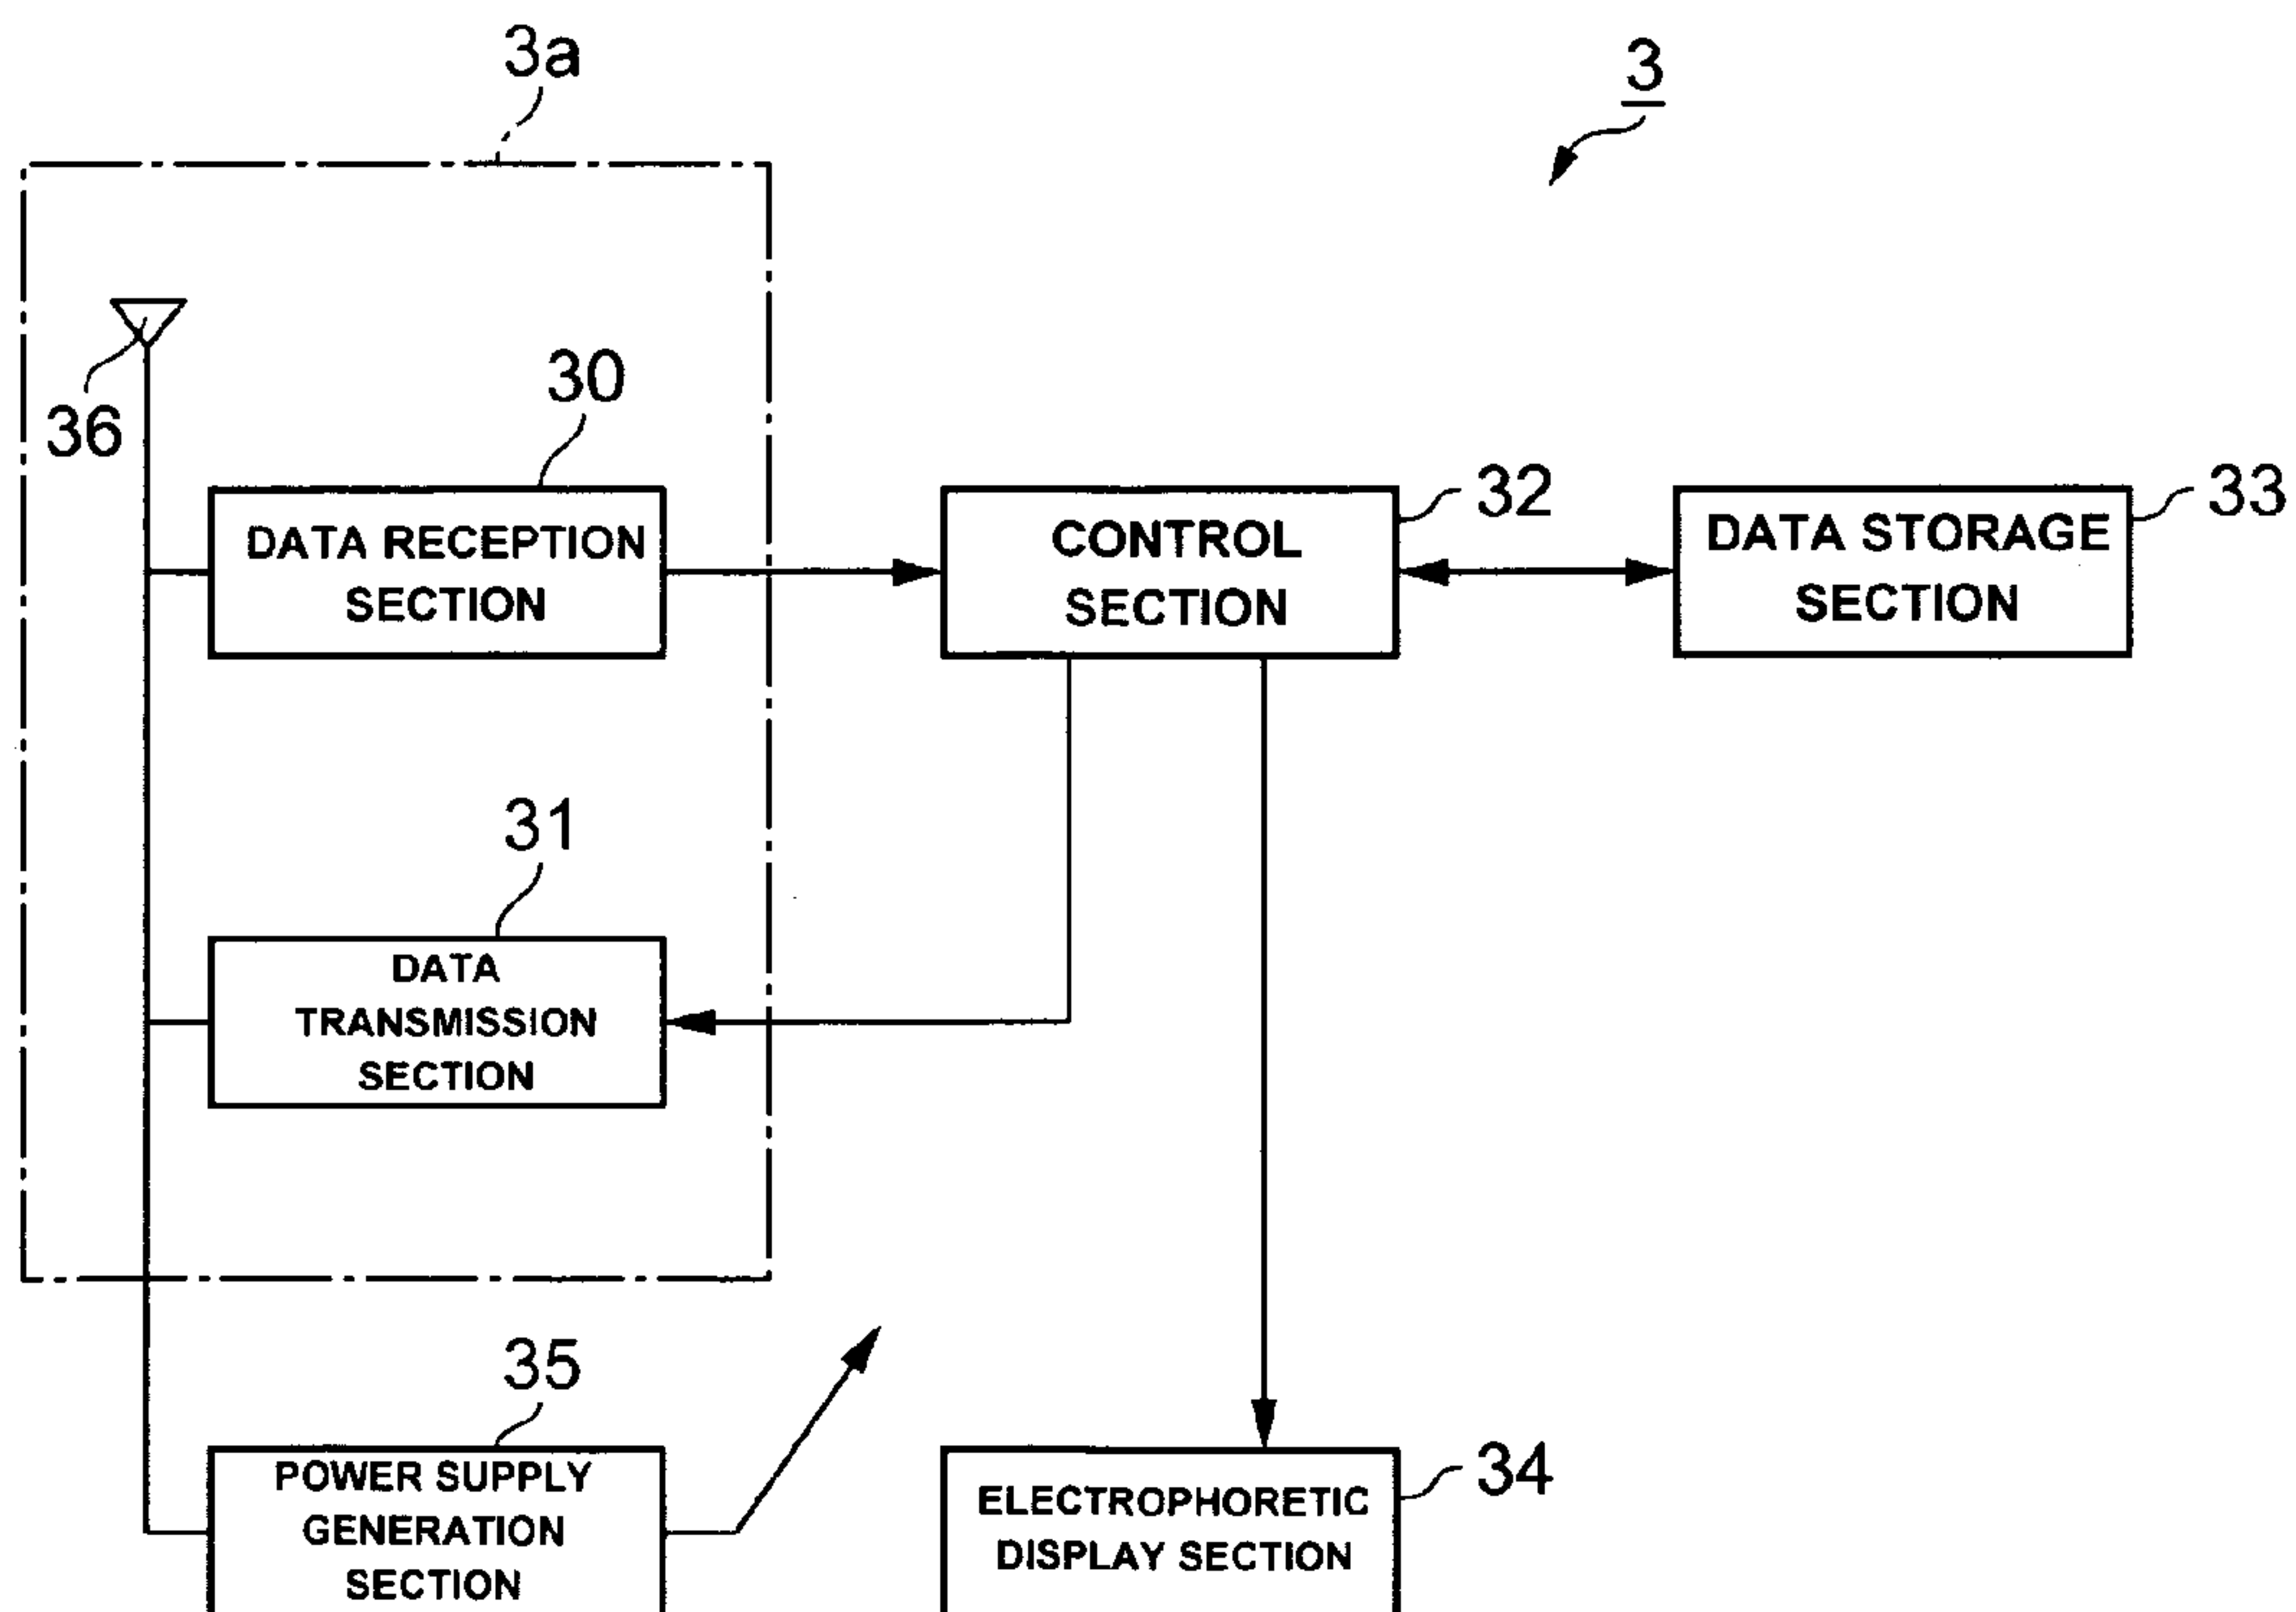 3a
3
36
30
DATA RECEPTION
SECTION
32
CONTROL
SECTION
33
DATA STORAGE
SECTION
31
DATA
TRANSMISSION
SECTION
35
POWER SUPPLY
GENERATION
SECTION
34
ELECTROPHORETIC
DISPLAY SECTION